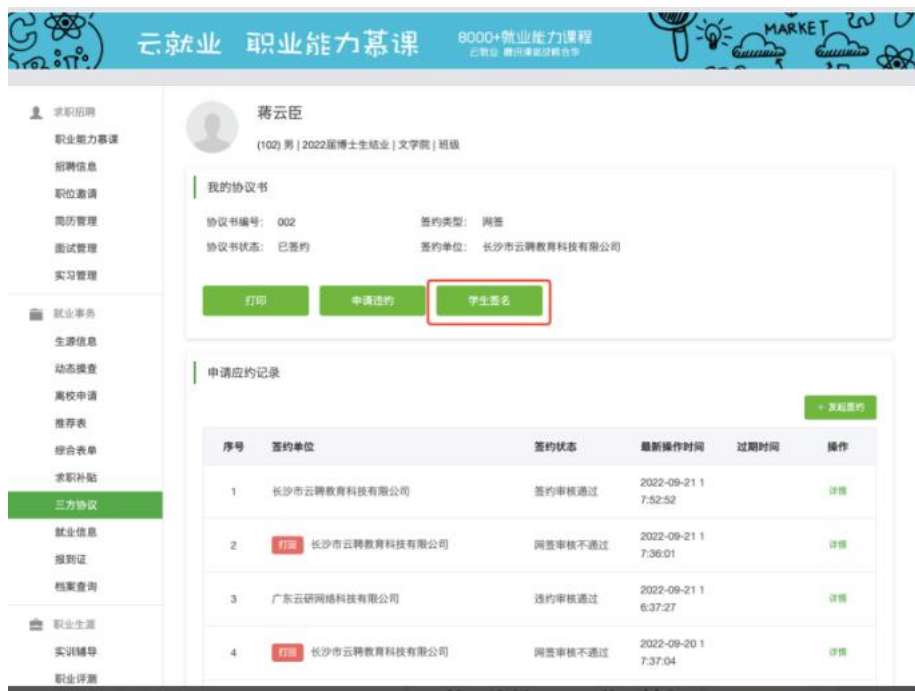 云就业 职业能力慕课
8000+就业能力课程
MARKET
求职招聘
职业能力慕课
招聘信息
职位邀请
简历管理
面试管理
实习管理
就业事务
生源信息
动态摸查
离校申请
推荐表
综合表单
求职补贴
三方协议
就业信息
报到证
档案查询
职业生涯
实训辅导
职业评测
蒋云臣
(102) 男 | 2022届博士生结业 | 文学院 | 班级
我的协议书
协议书编号: 002 签约类型: 网签
协议书状态: 已签约 签约单位: 长沙市云聘教育科技有限公司
打印 申请违约 学生签名
申请应约记录
+ 发起签约
序号 签约单位 签约状态 最新操作时间 过期时间 操作
1 长沙市云聘教育科技有限公司 签约审核通过 2022-09-21 1
7:52:52 详情
2 打回 长沙市云聘教育科技有限公司 网签审核不通过 2022-09-21 1
7:36:01 详情
3 广东云研网络科技有限公司 违约审核通过 2022-09-21 1
6:37:27 详情
4 打回 长沙市云聘教育科技有限公司 网签审核不通过 2022-09-20 1
7:37:04 详情